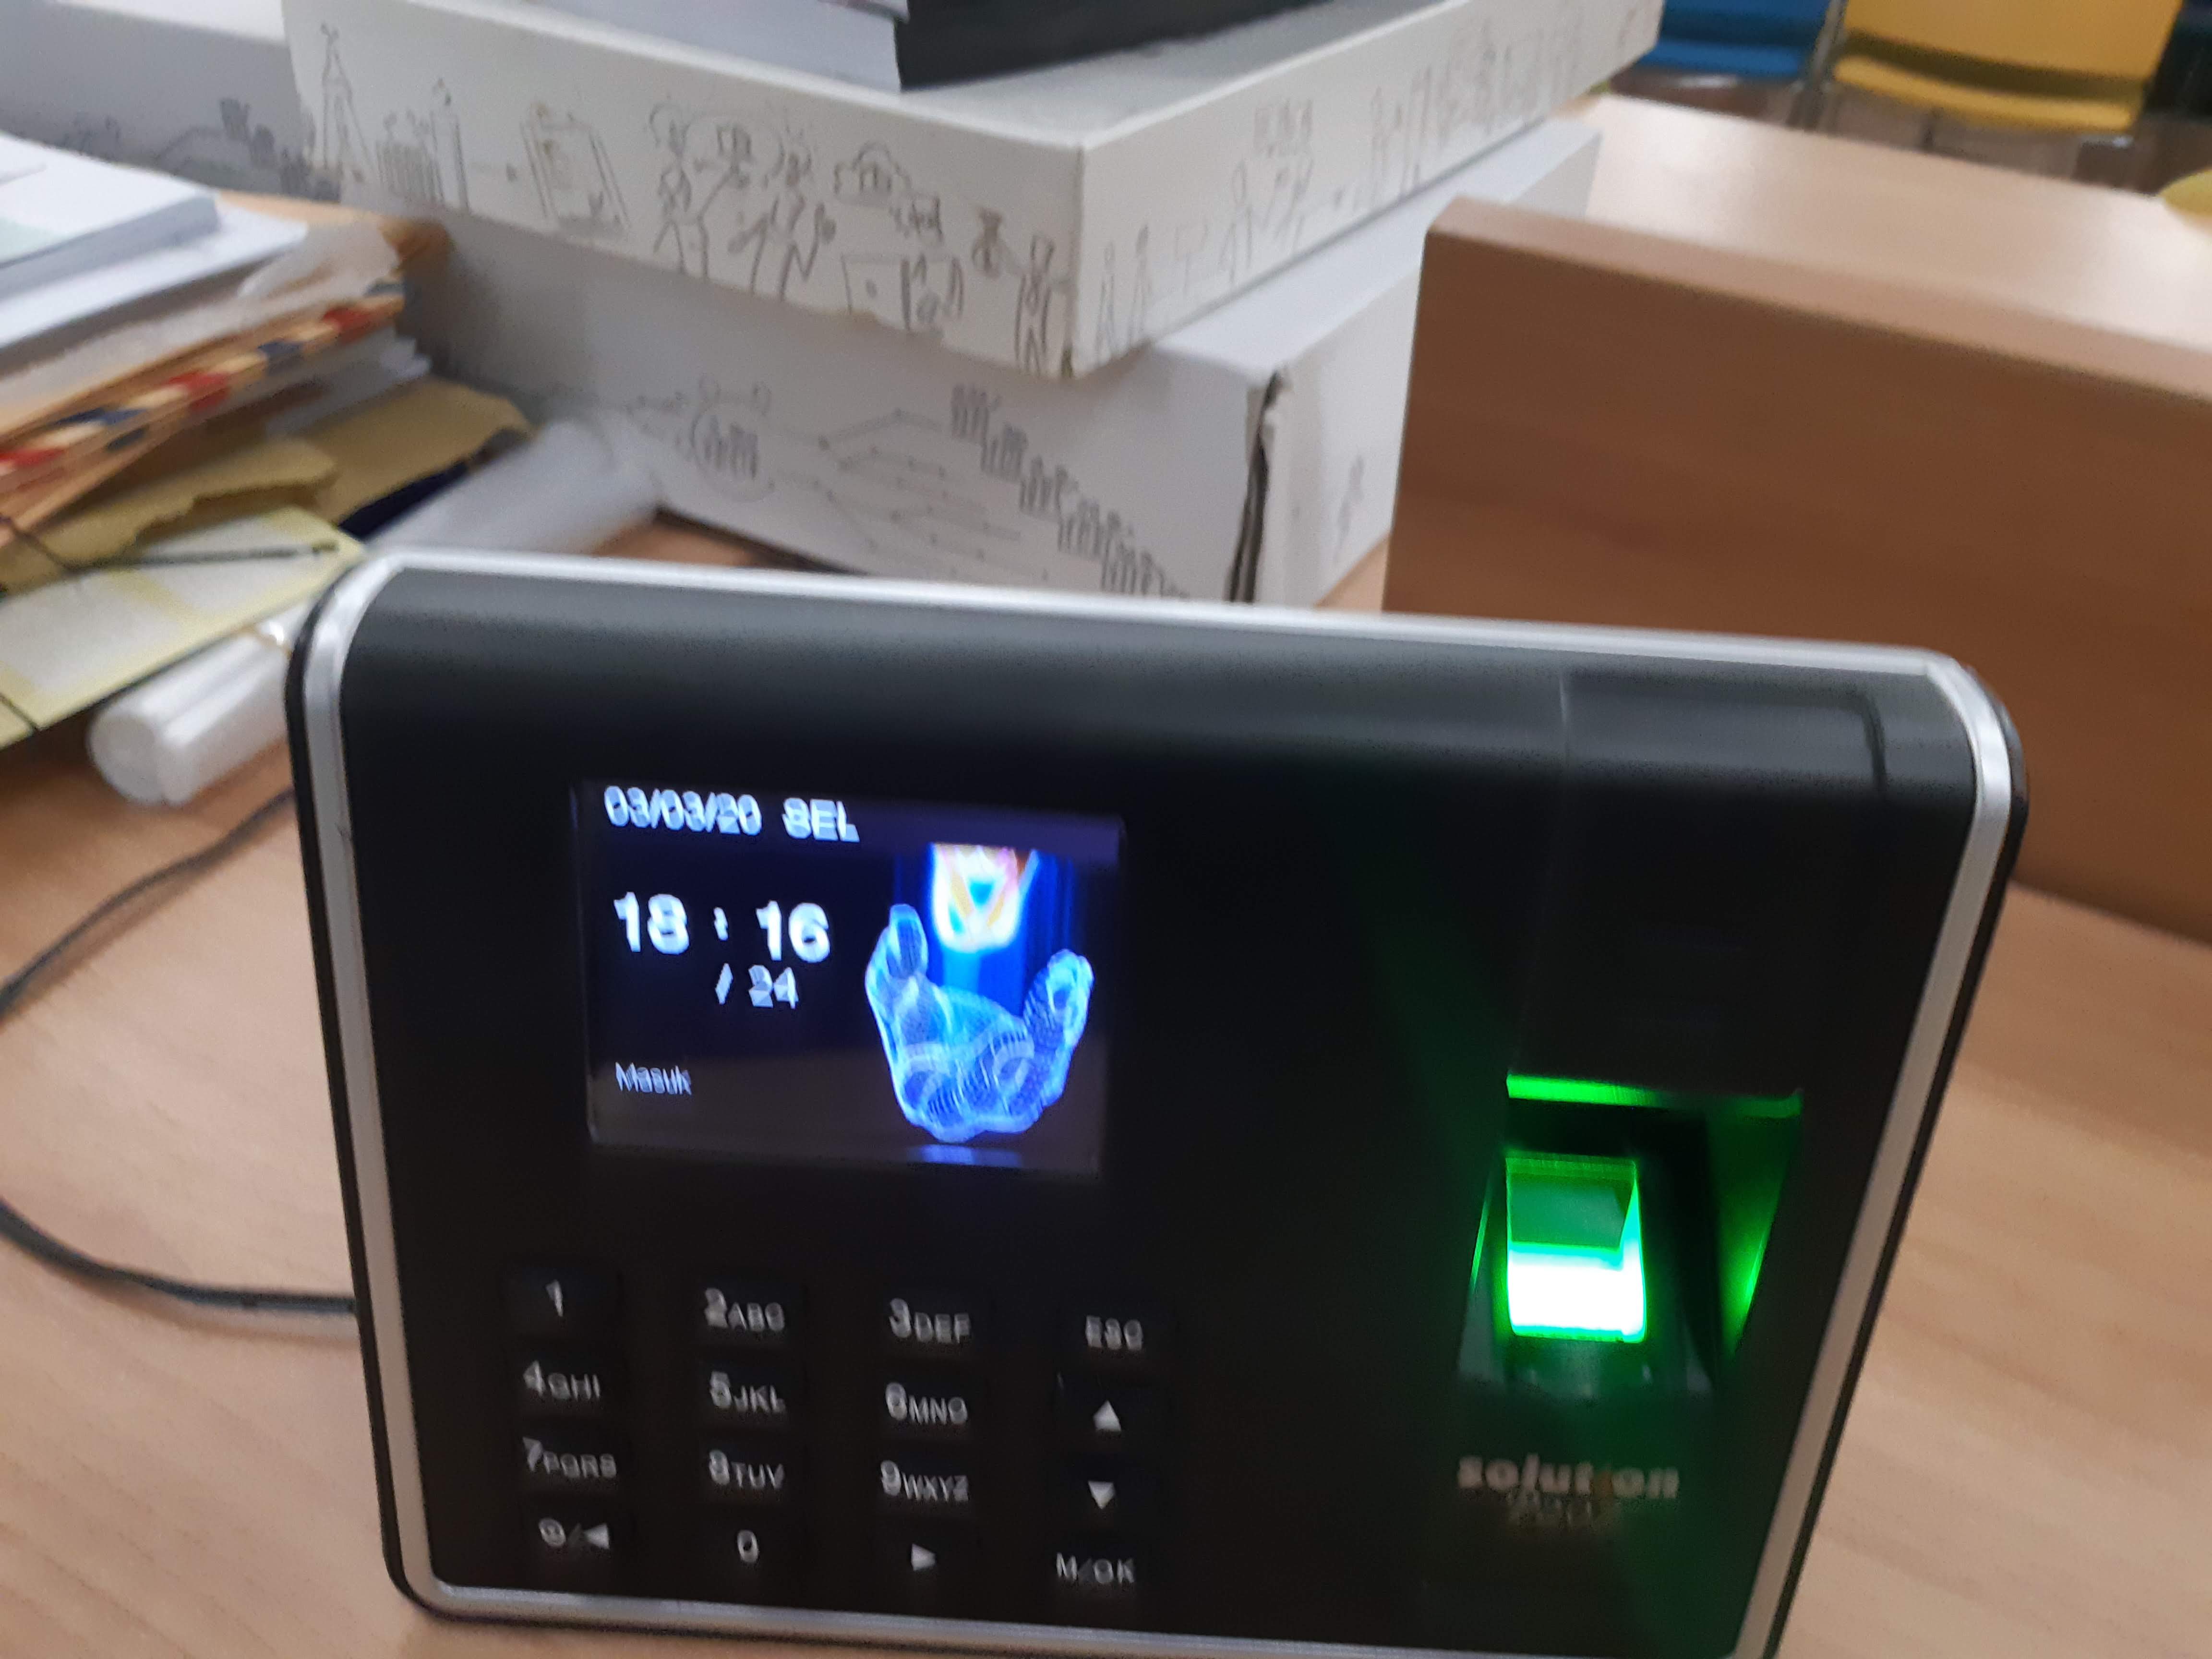 03/03/20 SEL
18 : 16
/ 24
Masuk
1 2ABC 3DEF ESC
4GHI 5JKL 6MNO ▲
7PQRS 8TUV 9WXYZ ▼
0 ► M/OK
solution